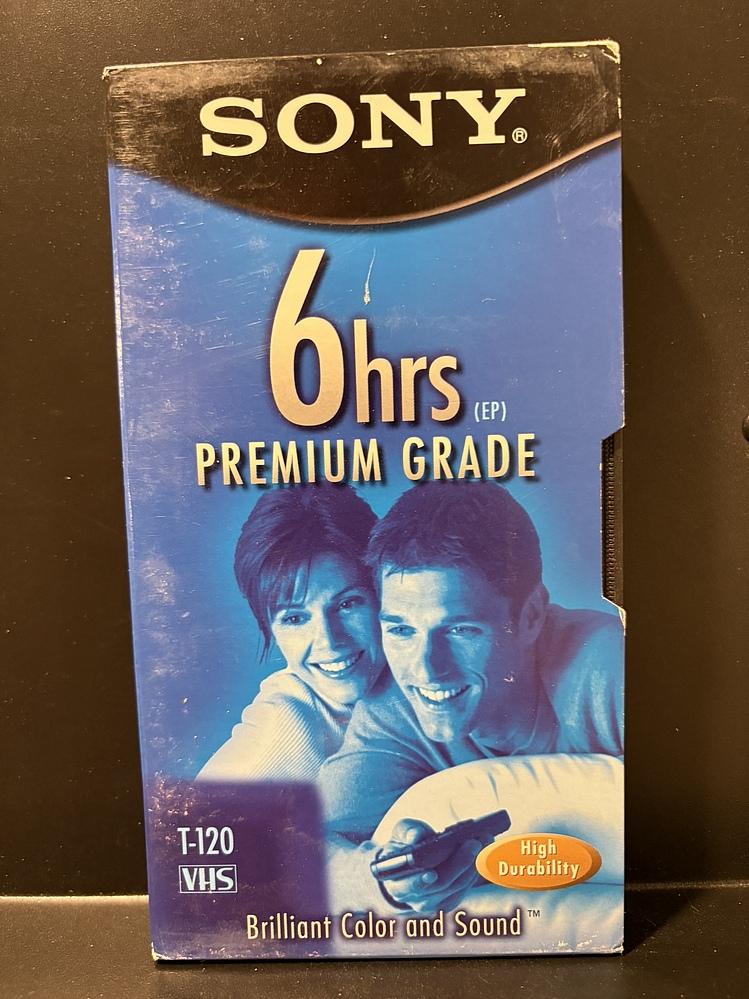 SONY®
6hrs (EP)
PREMIUM GRADE
T-120
VHS
High
Durability
Brilliant Color and Sound™